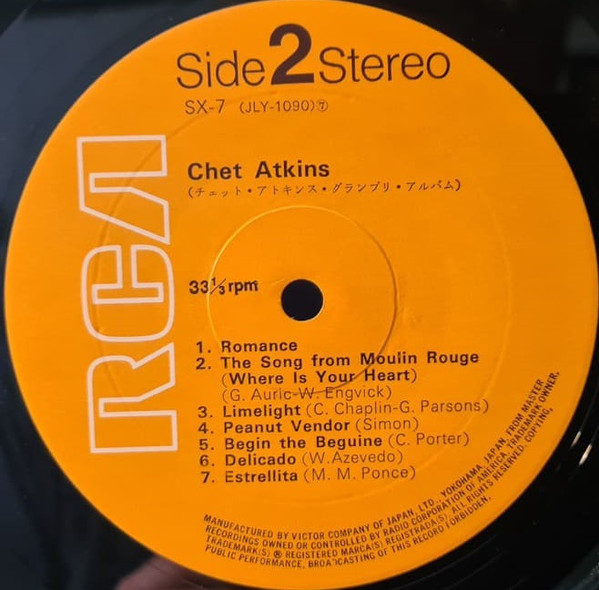 Side 2 Stereo
SX-7 (JLY-1090)⑦
RCA
Chet Atkins
(チェット・アトキンス・グランプリ・アルバム)
33 1/3 rpm
1. Romance
2. The Song from Moulin Rouge
(Where Is Your Heart)
(G. Auric-W. Engvick)
3. Limelight (C. Chaplin-G. Parsons)
4. Peanut Vendor (Simon)
5. Begin the Beguine (C. Porter)
6. Delicado (W.Azevedo)
7. Estrellita (M. M. Ponce)
MANUFACTURED BY VICTOR COMPANY OF JAPAN, LTD., YOKOHAMA, JAPAN FROM MASTER
RECORDINGS OWNED OR CONTROLLED BY RADIO CORPORATION OF AMERICA. TRADEMARK OWNER.
TRADEMARK(S) ® REGISTERED MARCA(S) REGISTRADA(S). ALL RIGHTS RESERVED. COPYING,
PUBLIC PERFORMANCE, BROADCASTING OF THIS RECORD FORBIDDEN.